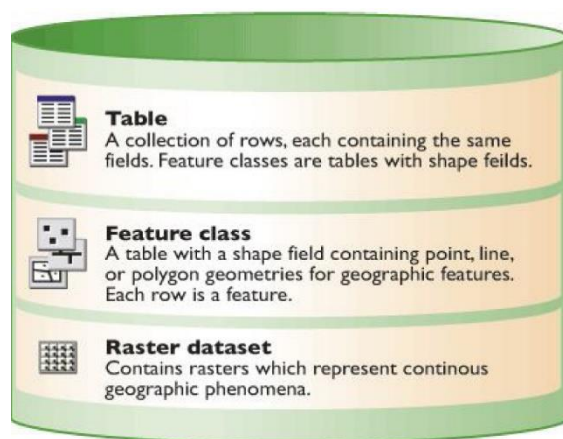 Table
A collection of rows, each containing the same
fields. Feature classes are tables with shape feilds.
Feature class
A table with a shape field containing point, line,
or polygon geometries for geographic features.
Each row is a feature.
Raster dataset
Contains rasters which represent continous
geographic phenomena.